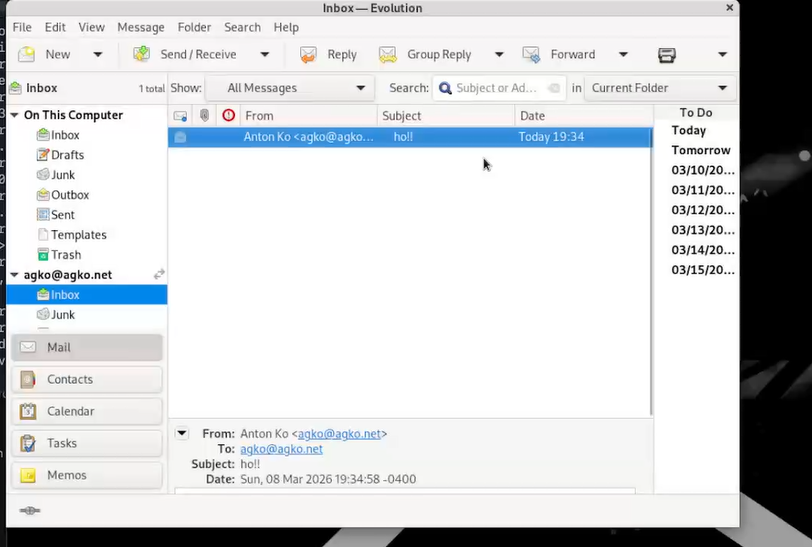 Inbox — Evolution ×
File Edit View Message Folder Search Help
New Send / Receive Reply Group Reply Forward
Inbox 1 total Show: All Messages Search: Subject or Ad... in Current Folder
From Subject Date To Do
On This Computer
Inbox
Drafts
Junk
Outbox
Sent
Templates
Trash
agko@agko.net
Inbox
Junk
Mail
Contacts
Calendar
Tasks
Memos
Anton Ko <agko@agko... ho!! Today 19:34
From: Anton Ko <agko@agko.net>
To: agko@agko.net
Subject: ho!!
Date: Sun, 08 Mar 2026 19:34:58 -0400
Today
Tomorrow
03/10/20...
03/11/20...
03/12/20...
03/13/20...
03/14/20...
03/15/20...